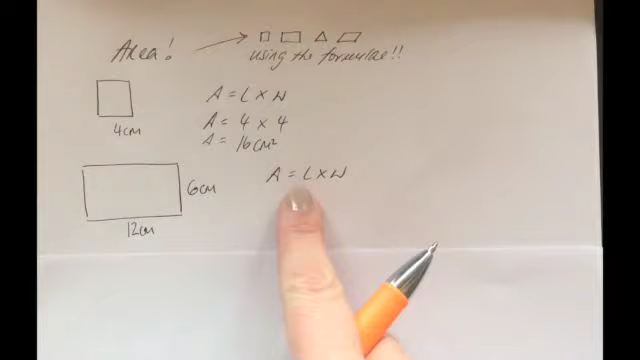 Area!
using the formulae!!
A = L x W
4cm
A = 4 x 4
A = 16cm²
A = L x W
6cm
12cm